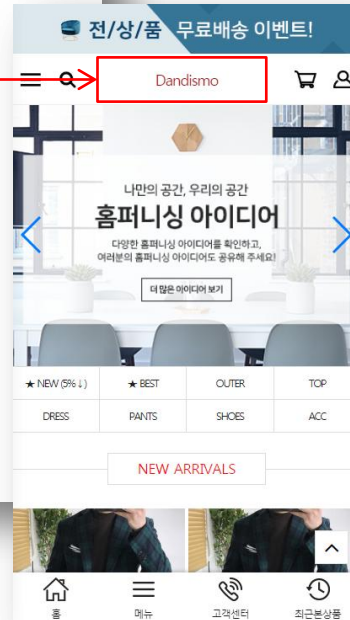 전/상/품 무료배송 이벤트!
Dandismo
나만의 공간, 우리의 공간
홈퍼니싱 아이디어
다양한 홈퍼니싱 아이디어를 확인하고,
여러분의 홈퍼니싱 아이디어도 공유해 주세요!
더 많은 아이디어 보기
★ NEW (5%↓) ★ BEST OUTER TOP
DRESS PANTS SHOES ACC
NEW ARRIVALS
홈 메뉴 고객센터 최근본상품